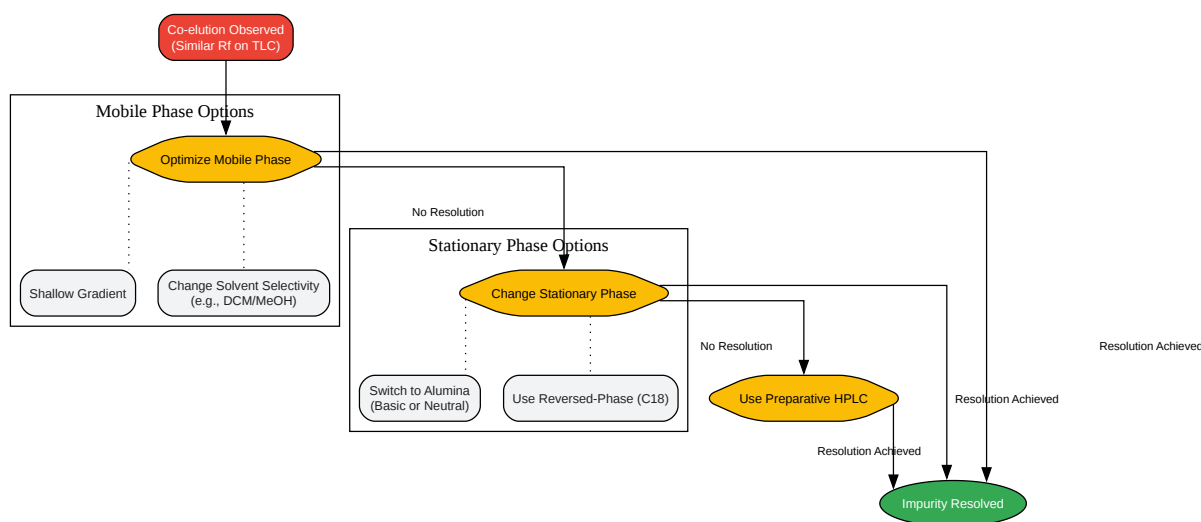 Co-elution Observed
(Similar Rf on TLC)
Mobile Phase Options
Optimize Mobile Phase
No Resolution
Stationary Phase Options
Shallow Gradient
Change Solvent Selectivity
(e.g., DCM/MeOH)
Change Stationary Phase
No Resolution
Resolution Achieved
Switch to Alumina
(Basic or Neutral)
Use Reversed-Phase (C18)
Use Preparative HPLC
Resolution Achieved
Resolution Achieved
Impurity Resolved